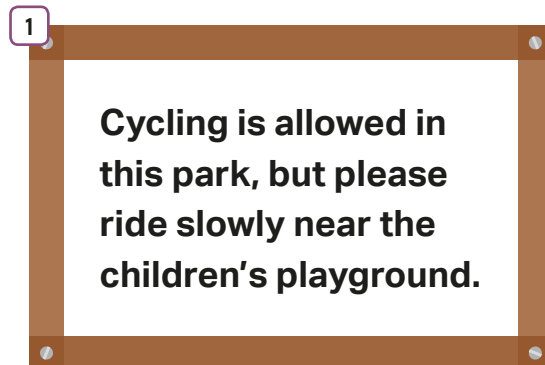 1
Cycling is allowed in
this park, but please
ride slowly near the
children's playground.